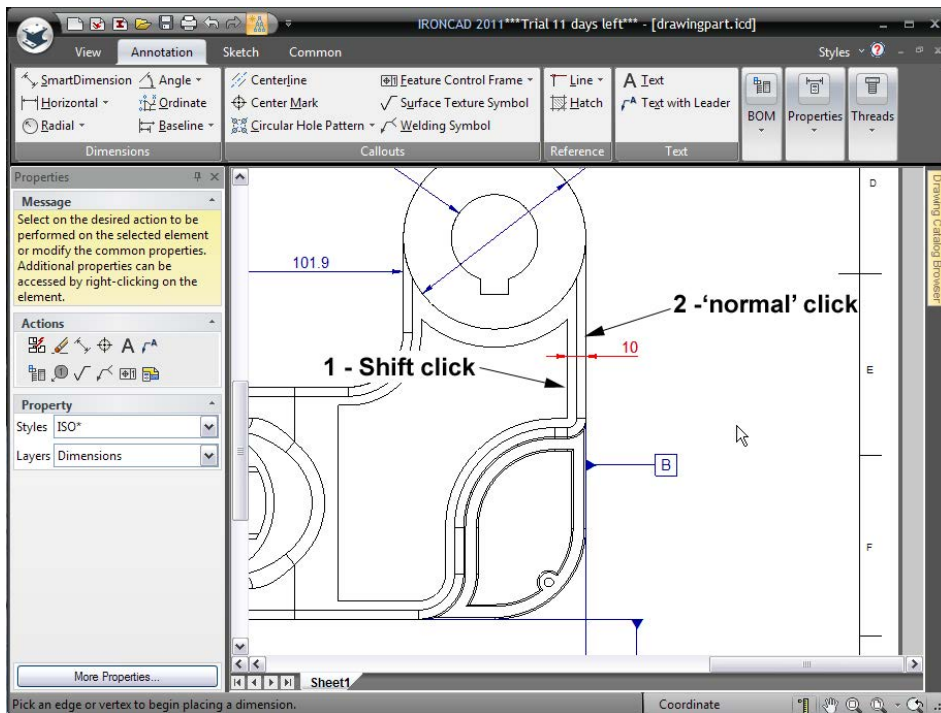 IRONCAD 2011***Trial 11 days left*** - [drawingpart.icd]
View Annotation Sketch Common Styles
SmartDimension Angle
Horizontal Ordinate
Radial Baseline
Dimensions
Centerline Feature Control Frame
Center Mark Surface Texture Symbol
Circular Hole Pattern Welding Symbol
Callouts
Line
Hatch
Reference
A Text
Text with Leader
Text
BOM Properties Threads
Properties
Message
Select on the desired action to be
performed on the selected element
or modify the common properties.
Additional properties can be
accessed by right-clicking on the
element.
Actions
A
Property
Styles ISO*
Layers Dimensions
More Properties...
D
101.9
2 -‘normal’ click
10
1 - Shift click
E
B
F
Drawing Catalog Browser
Sheet1
Pick an edge or vertex to begin placing a dimension.
Coordinate